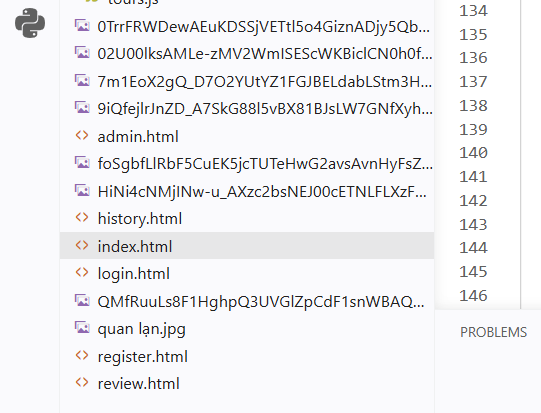 tours.js
0TrrFRWDewAEuKDSSjVETtl5o4GiznADjy5Qb...
02U00lksAMLe-zMV2WmISEScWKBiclCN0h0f...
7m1EoX2gQ_D7O2YUtYZ1FGJBELdabLStm3H...
9iQfejlrJnZD_A7SkG88l5vBX81BJsLW7GNfXyh...
admin.html
foSgbfLlRbF5CuEK5jcTUTeHwG2avsAvnHyFsZ...
HiNi4cNMjINw-u_AXzc2bsNEJ00cETNLFLXzF...
history.html
index.html
login.html
QMfRuuLs8F1HghpQ3UVGlZpCdF1snWBAQ...
quan lạn.jpg
register.html
review.html
134
135
136
137
138
139
140
141
142
143
144
145
146
PROBLEMS